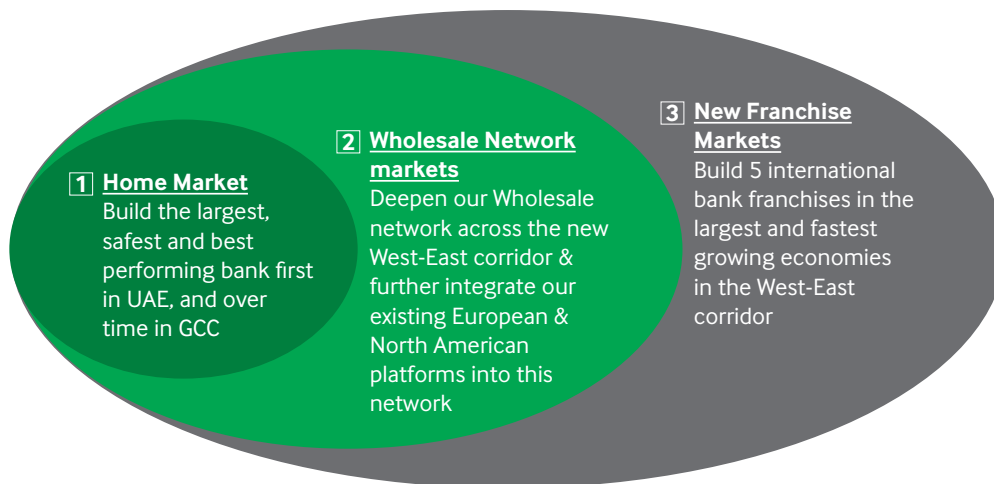 1 Home Market
Build the largest,
safest and best
performing bank first
in UAE, and over
time in GCC
2 Wholesale Network
markets
Deepen our Wholesale
network across the new
West-East corridor &
further integrate our
existing European &
North American
platforms into this
network
3 New Franchise
Markets
Build 5 international
bank franchises in the
largest and fastest
growing economies
in the West-East
corridor